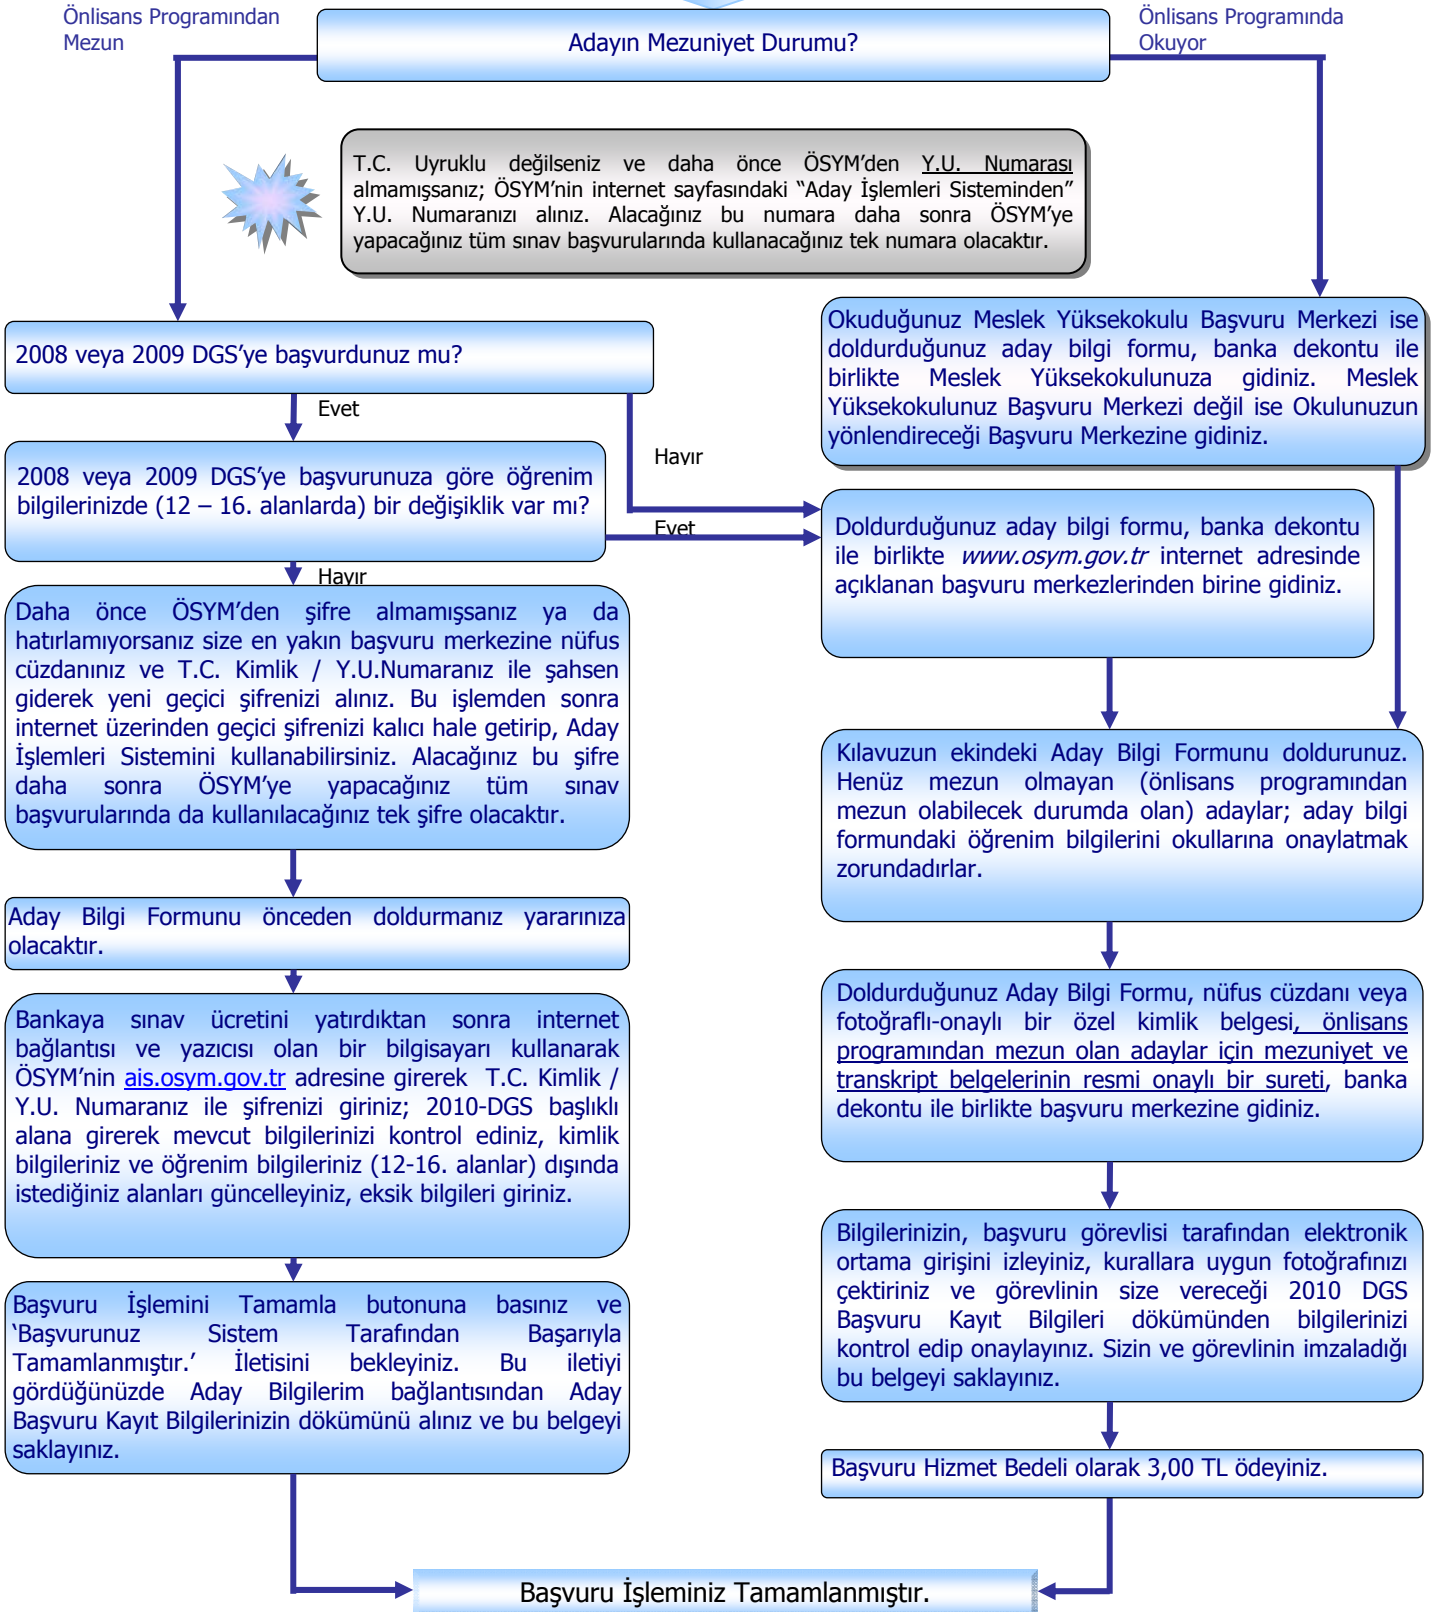 Önlisans Programından
Mezun
Adayın Mezuniyet Durumu?
Önlisans Programında
Okuyor
T.C. Uyruklu değilseniz ve daha önce ÖSYM’den Y.U. Numarası
almamışsanız; ÖSYM’nin internet sayfasındaki “Aday İşlemleri Sisteminden”
Y.U. Numaranızı alınız. Alacağınız bu numara daha sonra ÖSYM’ye
yapacağınız tüm sınav başvurularında kullanacağınız tek numara olacaktır.
2008 veya 2009 DGS’ye başvurdunuz mu?
Evet
Hayır
2008 veya 2009 DGS’ye başvurunuza göre öğrenim
bilgilerinizde (12 – 16. alanlarda) bir değişiklik var mı?
Evet
Hayır
Daha önce ÖSYM’den şifre almamışsanız ya da
hatırlamıyorsanız size en yakın başvuru merkezine nüfus
cüzdanınız ve T.C. Kimlik / Y.U.Numaranız ile şahsen
giderek yeni geçici şifrenizi alınız. Bu işlemden sonra
internet üzerinden geçici şifrenizi kalıcı hale getirip, Aday
İşlemleri Sistemini kullanabilirsiniz. Alacağınız bu şifre
daha sonra ÖSYM’ye yapacağınız tüm sınav
başvurularında da kullanılacağınız tek şifre olacaktır.
Aday Bilgi Formunu önceden doldurmanız yararınıza
olacaktır.
Bankaya sınav ücretini yatırdıktan sonra internet
bağlantısı ve yazıcısı olan bir bilgisayarı kullanarak
ÖSYM’nin ais.osym.gov.tr adresine girerek T.C. Kimlik /
Y.U. Numaranız ile şifrenizi giriniz; 2010-DGS başlıklı
alana girerek mevcut bilgilerinizi kontrol ediniz, kimlik
bilgileriniz ve öğrenim bilgileriniz (12-16. alanlar) dışında
istediğiniz alanları güncelleyiniz, eksik bilgileri giriniz.
Başvuru İşlemini Tamamla butonuna basınız ve
‘Başvurunuz Sistem Tarafından Başarıyla
Tamamlanmıştır.’ İletisini bekleyiniz. Bu iletiyi
gördüğünüzde Aday Bilgilerim bağlantısından Aday
Başvuru Kayıt Bilgilerinizin dökümünü alınız ve bu belgeyi
saklayınız.
Okuduğunuz Meslek Yüksekokulu Başvuru Merkezi ise
doldurduğunuz aday bilgi formu, banka dekontu ile
birlikte Meslek Yüksekokulunuza gidiniz. Meslek
Yüksekokulunuz Başvuru Merkezi değil ise Okulunuzun
yönlendireceği Başvuru Merkezine gidiniz.
Doldurduğunuz aday bilgi formu, banka dekontu
ile birlikte www.osym.gov.tr internet adresinde
açıklanan başvuru merkezlerinden birine gidiniz.
Kılavuzun ekindeki Aday Bilgi Formunu doldurunuz.
Henüz mezun olmayan (önlisans programından
mezun olabilecek durumda olan) adaylar; aday bilgi
formundaki öğrenim bilgilerini okullarına onaylatmak
zorundadırlar.
Doldurduğunuz Aday Bilgi Formu, nüfus cüzdanı veya
fotoğraflı-onaylı bir özel kimlik belgesi, önlisans
programından mezun olan adaylar için mezuniyet ve
transkript belgelerinin resmi onaylı bir sureti, banka
dekontu ile birlikte başvuru merkezine gidiniz.
Bilgilerinizin, başvuru görevlisi tarafından elektronik
ortama girişini izleyiniz, kurallara uygun fotoğrafınızı
çektiriniz ve görevlinin size vereceği 2010 DGS
Başvuru Kayıt Bilgileri dökümünden bilgilerinizi
kontrol edip onaylayınız. Sizin ve görevlinin imzaladığı
bu belgeyi saklayınız.
Başvuru Hizmet Bedeli olarak 3,00 TL ödeyiniz.
Başvuru İşleminiz Tamamlanmıştır.